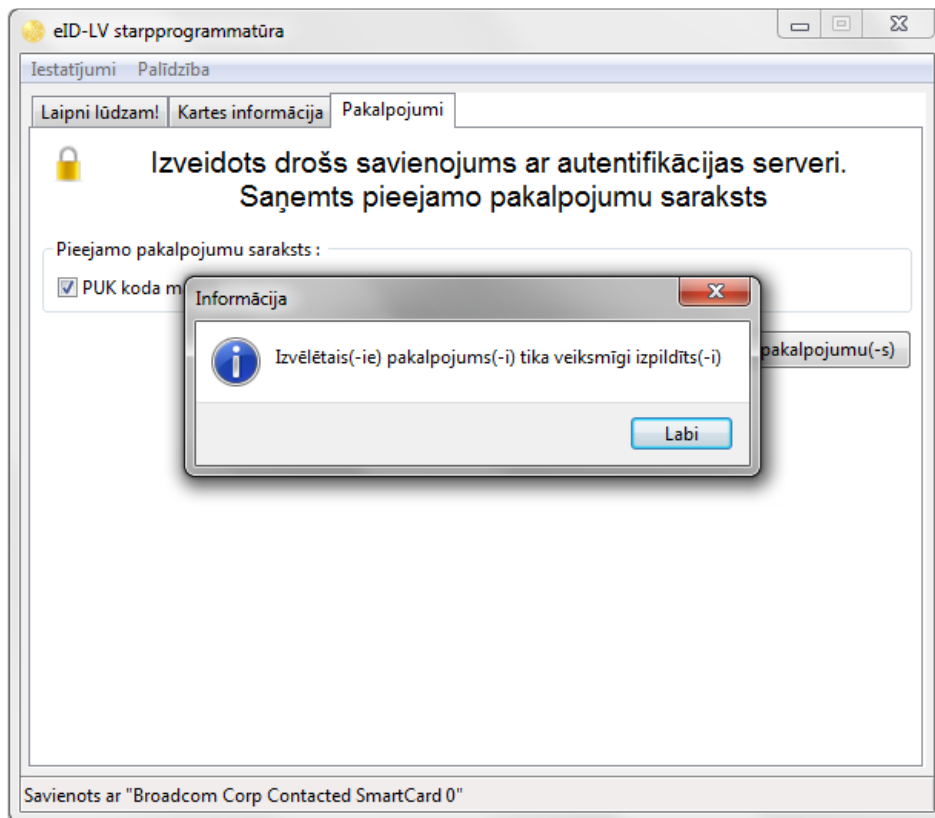 eID-LV starpprogrammatūra
Iestatījumi Palīdzība
Laipni lūdzam! Kartes informācija Pakalpojumi
Izveidots drošs savienojums ar autentifikācijas serveri.
Saņemts pieejamo pakalpojumu saraksts
Pieejamo pakalpojumu saraksts :
PUK koda
Informācija
Izvēlētais(-ie) pakalpojums(-i) tika veiksmīgi izpildīts(-i)
pakalpojumu(-s)
Labi
Savienots ar "Broadcom Corp Contacted SmartCard 0"